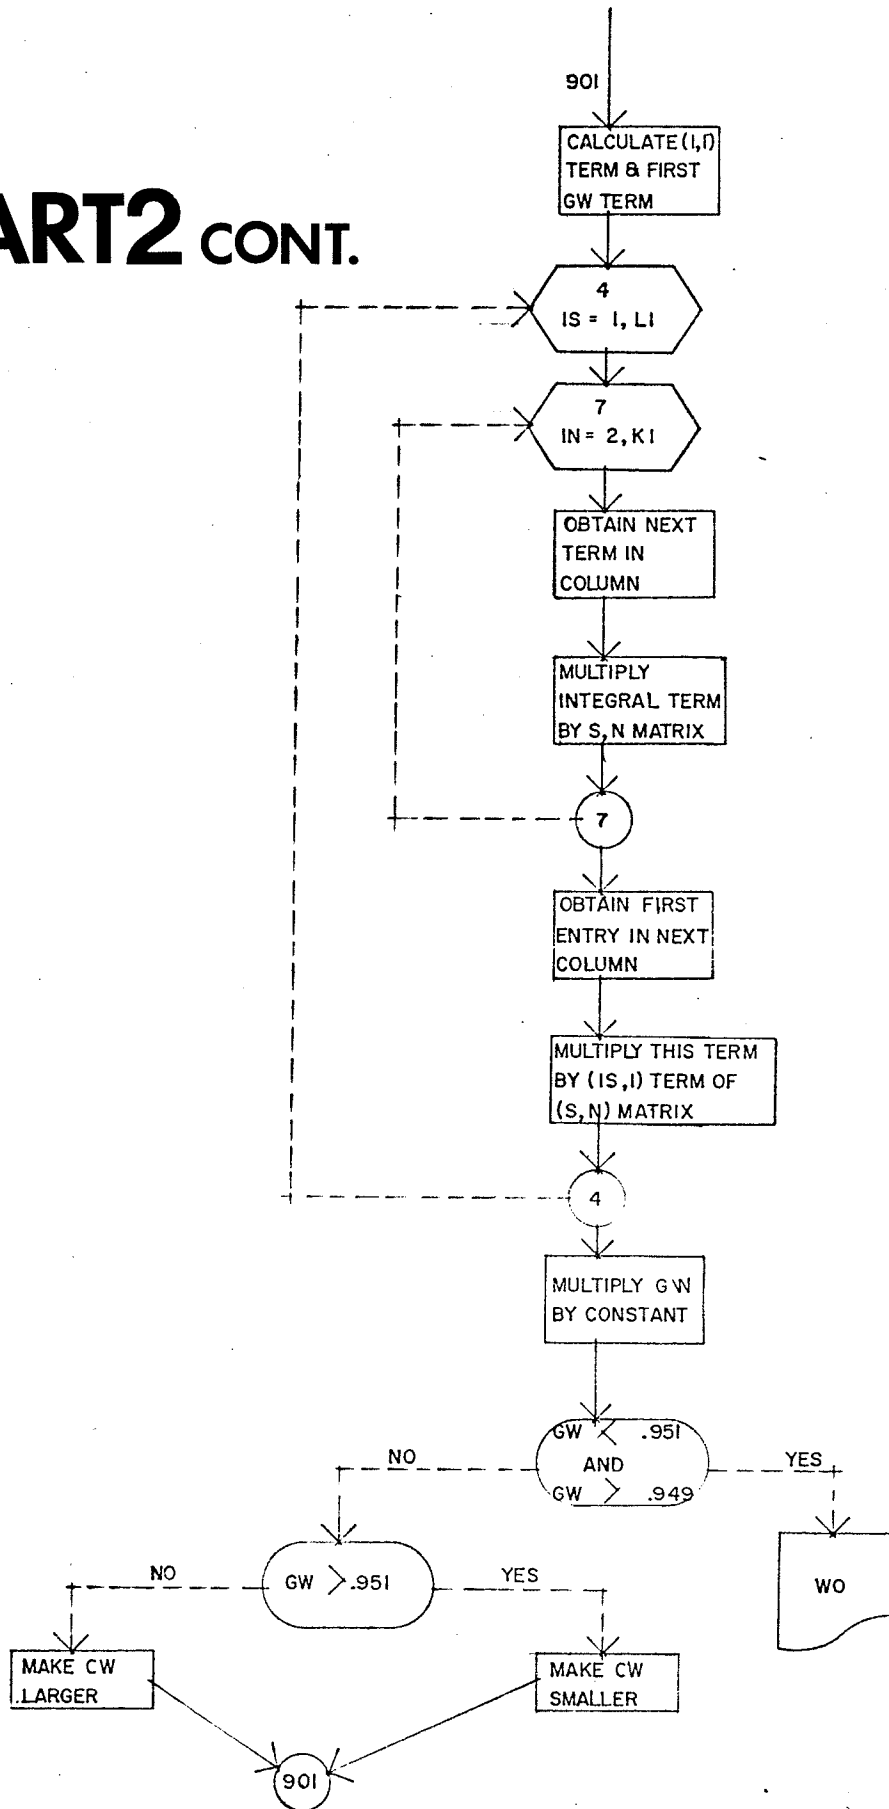 901
CALCULATE (1,1)
TERM & FIRST
GW TERM
ART2 CONT.
4
IS = 1, L1
7
IN = 2, K1
OBTAIN NEXT
TERM IN
COLUMN
MULTIPLY
INTEGRAL TERM
BY S,N MATRIX
7
OBTAIN FIRST
ENTRY IN NEXT
COLUMN
MULTIPLY THIS TERM
BY (IS,1) TERM OF
(S,N) MATRIX
4
MULTIPLY GW
BY CONSTANT
GW < .951
AND
GW > .949
NO
YES
GW > .951
NO
YES
WO
MAKE CW
LARGER
MAKE CW
SMALLER
901